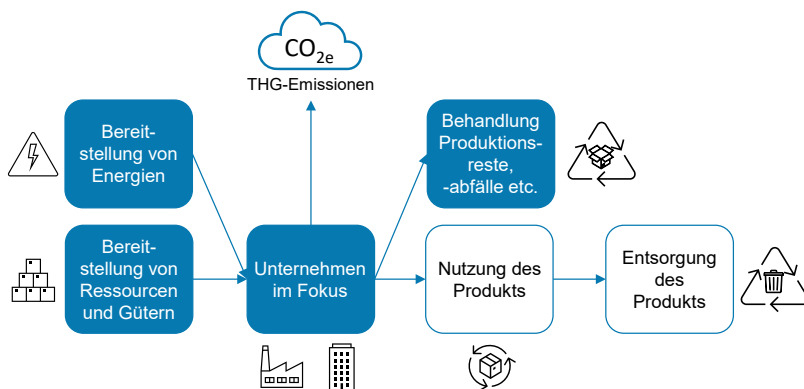 CO2e
THG-Emissionen
Bereit-
stellung von
Energien
Behandlung
Produktions-
reste,
-abfälle etc.
Bereit-
stellung von
Ressourcen
und Gütern
Unternehmen
im Fokus
Nutzung des
Produkts
Entsorgung
des
Produkts